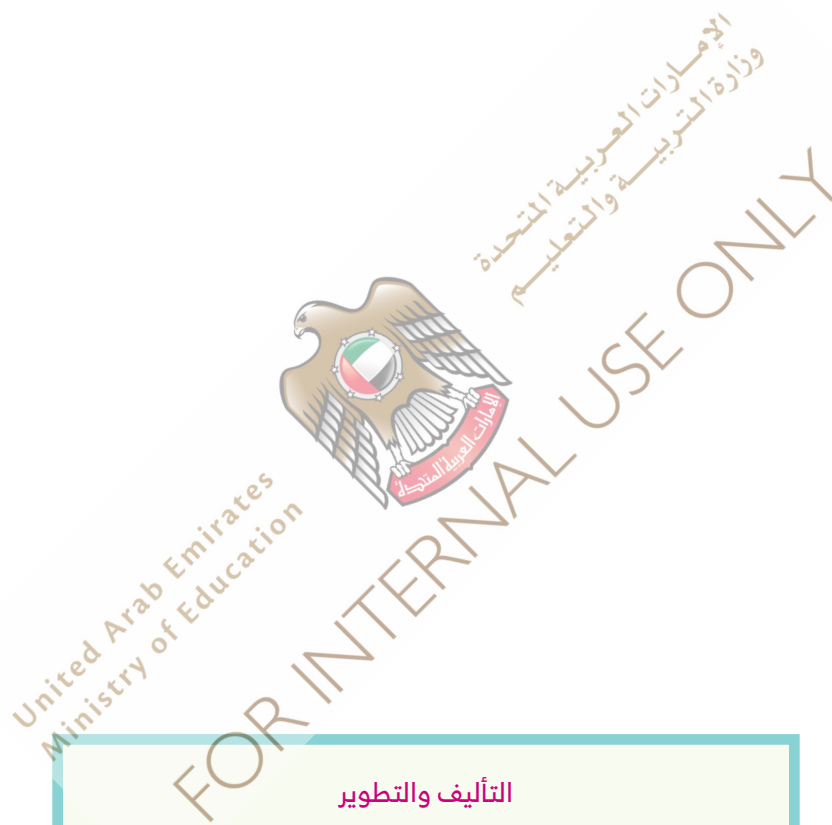 الإمارات العربية المتحدة
وزارة التربية والتعليم
الإمارات العربية المتحدة
United Arab Emirates
Ministry of Education
FOR INTERNAL USE ONLY
التأليف والتطوير